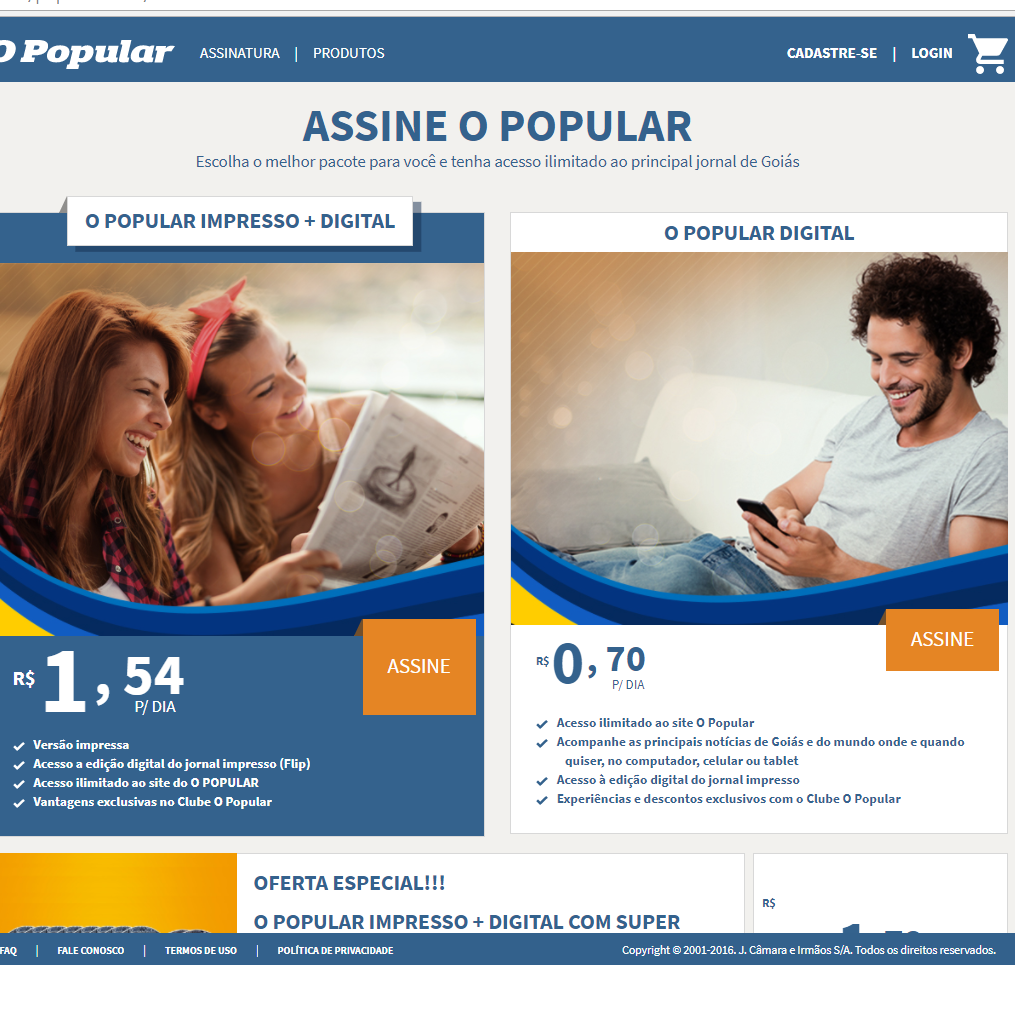 O Popular ASSINATURA | PRODUTOS CADASTRE-SE | LOGIN
ASSINE O POPULAR
Escolha o melhor pacote para você e tenha acesso ilimitado ao principal jornal de Goiás
O POPULAR IMPRESSO + DIGITAL
R$ 1, 54
P/ DIA
ASSINE
Versão impressa
Acesso a edição digital do jornal impresso (Flip)
Acesso ilimitado ao site do O POPULAR
Vantagens exclusivas no Clube O Popular
O POPULAR DIGITAL
R$ 0, 70
P/ DIA
ASSINE
Acesso ilimitado ao site O Popular
Acompanhe as principais notícias de Goiás e do mundo onde e quando
quiser, no computador, celular ou tablet
Acesso à edição digital do jornal impresso
Experiências e descontos exclusivos com o Clube O Popular
OFERTA ESPECIAL!!!
O POPULAR IMPRESSO + DIGITAL COM SUPER
R$
FAQ | FALE CONOSCO | TERMOS DE USO | POLÍTICA DE PRIVACIDADE Copyright © 2001-2016. J. Câmara e Irmãos S/A. Todos os direitos reservados.